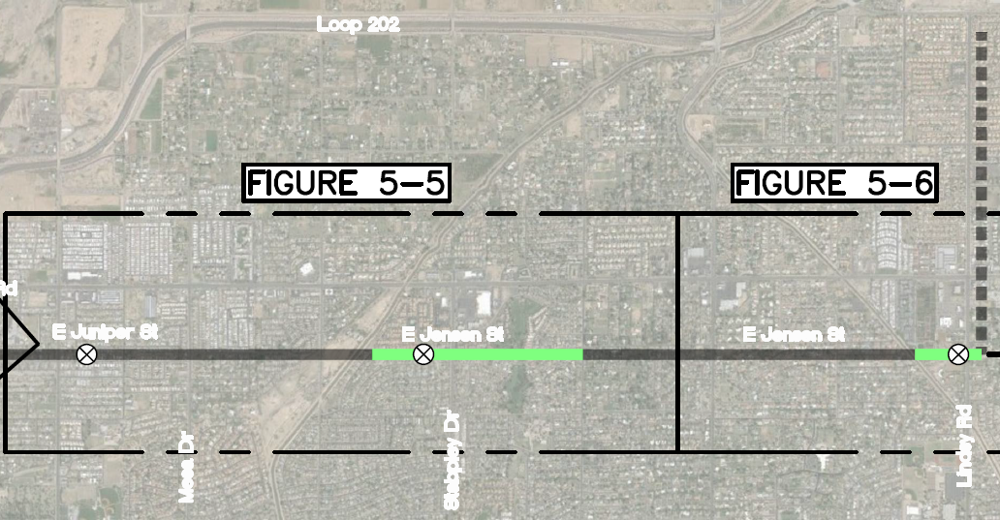 Loop 202
FIGURE 5-5
FIGURE 5-6
Rd
E Juniper St
E Jensen St
E Jensen St
Mesa Dr
Stapley Dr
Lindsay Rd